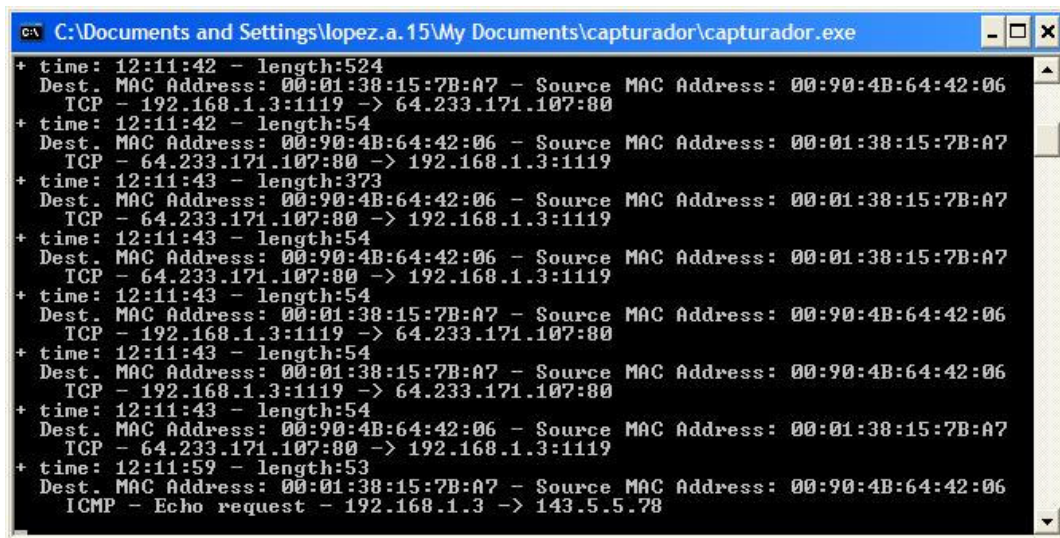 C:\Documents and Settings\lopez.a.15\My Documents\capturador\capturador.exe
+ time: 12:11:42 - length:524
Dest. MAC Address: 00:01:38:15:7B:A7 - Source MAC Address: 00:90:4B:64:42:06
TCP - 192.168.1.3:1119 -> 64.233.171.107:80
+ time: 12:11:42 - length:54
Dest. MAC Address: 00:90:4B:64:42:06 - Source MAC Address: 00:01:38:15:7B:A7
TCP - 64.233.171.107:80 -> 192.168.1.3:1119
+ time: 12:11:43 - length:373
Dest. MAC Address: 00:90:4B:64:42:06 - Source MAC Address: 00:01:38:15:7B:A7
TCP - 64.233.171.107:80 -> 192.168.1.3:1119
+ time: 12:11:43 - length:54
Dest. MAC Address: 00:90:4B:64:42:06 - Source MAC Address: 00:01:38:15:7B:A7
TCP - 64.233.171.107:80 -> 192.168.1.3:1119
+ time: 12:11:43 - length:54
Dest. MAC Address: 00:01:38:15:7B:A7 - Source MAC Address: 00:90:4B:64:42:06
TCP - 192.168.1.3:1119 -> 64.233.171.107:80
+ time: 12:11:43 - length:54
Dest. MAC Address: 00:01:38:15:7B:A7 - Source MAC Address: 00:90:4B:64:42:06
TCP - 192.168.1.3:1119 -> 64.233.171.107:80
+ time: 12:11:43 - length:54
Dest. MAC Address: 00:90:4B:64:42:06 - Source MAC Address: 00:01:38:15:7B:A7
TCP - 64.233.171.107:80 -> 192.168.1.3:1119
+ time: 12:11:59 - length:53
Dest. MAC Address: 00:01:38:15:7B:A7 - Source MAC Address: 00:90:4B:64:42:06
ICMP - Echo request - 192.168.1.3 -> 143.5.5.78